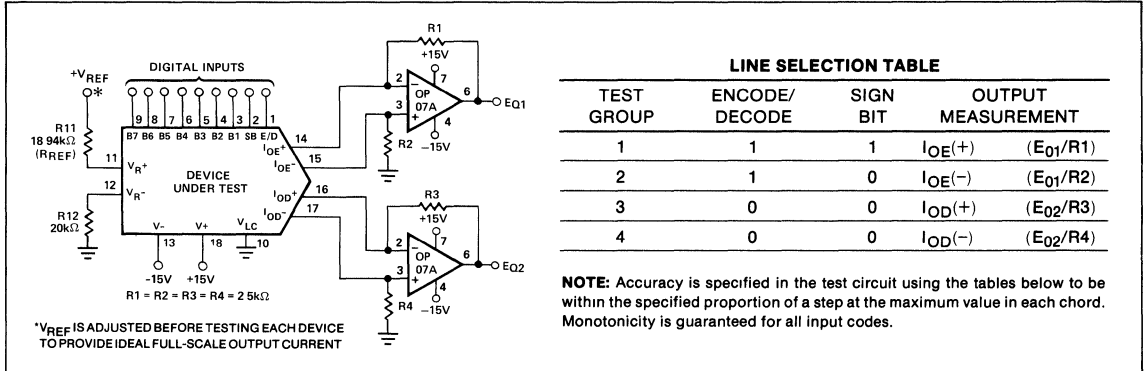 +VREF
*
DIGITAL INPUTS
R11
18 94kΩ
(RREF)
9 8 7 6 5 4 3 2 1
B7 B6 B5 B4 B3 B2 B1 SB E/D
11
VR+
12
VR-
R12
20kΩ
DEVICE
UNDER TEST
IOE+
14
IOE-
15
IOD+
16
IOD-
17
V-
V+
VLC
13
18
10
-15V
+15V
R1 = R2 = R3 = R4 = 2 5kΩ
*VREF IS ADJUSTED BEFORE TESTING EACH DEVICE
TO PROVIDE IDEAL FULL-SCALE OUTPUT CURRENT
R1
+15V
2
7
-
OP
07A
6
EO1
3
+
4
R2
-15V
R3
+15V
2
7
-
OP
07A
6
EO2
3
+
4
R4
-15V
LINE SELECTION TABLE
TEST GROUP ENCODE/DECODE SIGN BIT OUTPUT MEASUREMENT
1 1 1 IOE(+) (E01/R1)
2 1 0 IOE(−) (E01/R2)
3 0 0 IOD(+) (E02/R3)
4 0 0 IOD(−) (E02/R4)
NOTE: Accuracy is specified in the test circuit using the tables below to be
within the specified proportion of a step at the maximum value in each chord.
Monotonicity is guaranteed for all input codes.